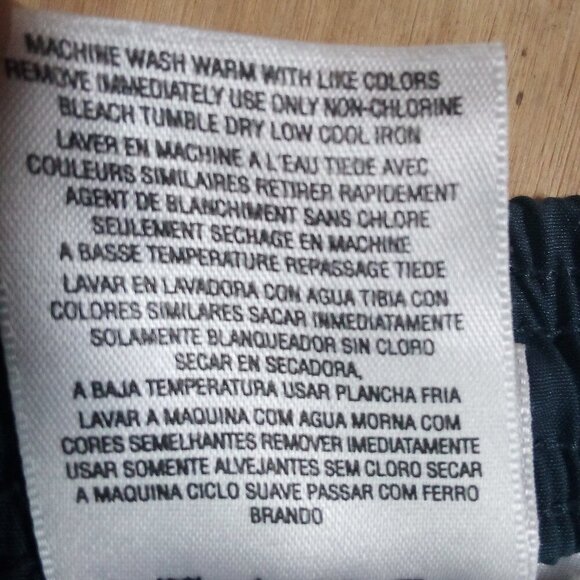 MACHINE WASH WARM WITH LIKE COLORS
REMOVE IMMEDIATELY USE ONLY NON-CHLORINE
BLEACH TUMBLE DRY LOW COOL IRON
LAVER EN MACHINE A L'EAU TIEDE AVEC
COULEURS SIMILAIRES RETIRER RAPIDEMENT
AGENT DE BLANCHIMENT SANS CHLORE
SEULEMENT SECHAGE EN MACHINE
A BASSE TEMPERATURE REPASSAGE TIEDE
LAVAR EN LAVADORA CON AGUA TIBIA CON
COLORES SIMILARES SACAR INMEDIATAMENTE
SOLAMENTE BLANQUEADOR SIN CLORO
SECAR EN SECADORA,
A BAJA TEMPERATURA USAR PLANCHA FRIA
LAVAR A MAQUINA COM AGUA MORNA COM
CORES SEMELHANTES REMOVER IMEDIATAMENTE
USAR SOMENTE ALVEJANTES SEM CLORO SECAR
A MAQUINA CICLO SUAVE PASSAR COM FERRO
BRANDO